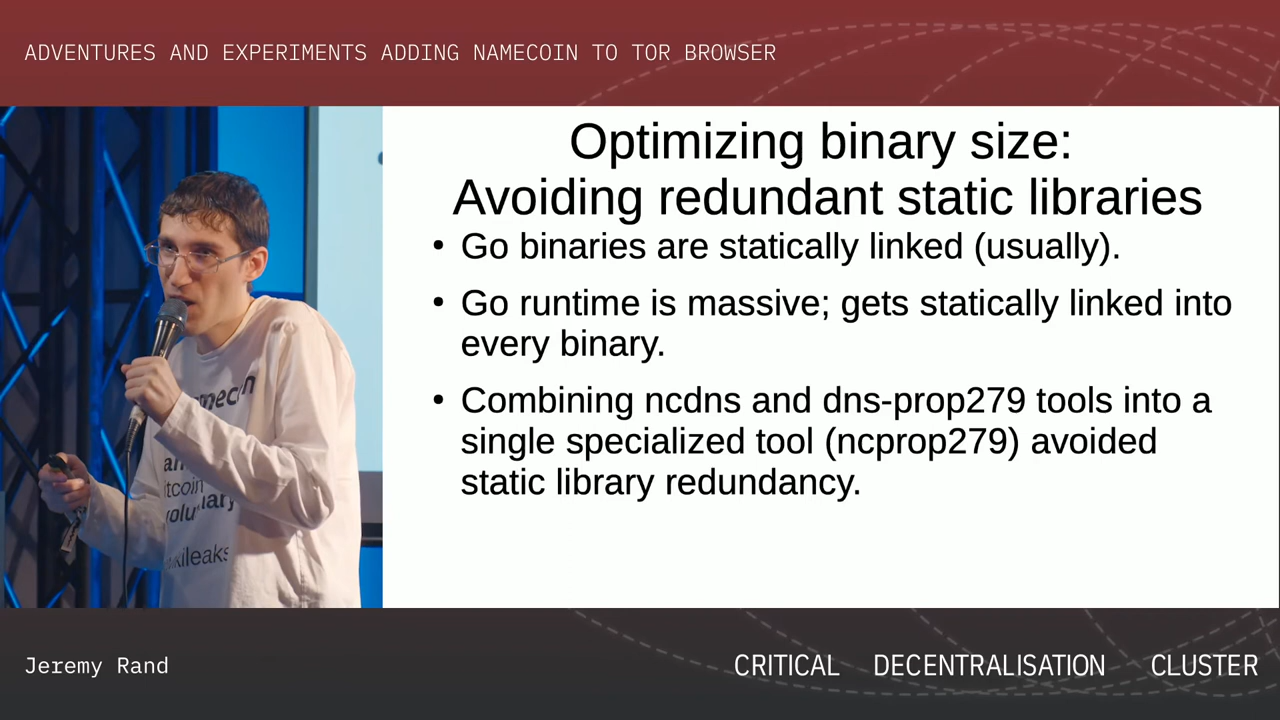 ADVENTURES AND EXPERIMENTS ADDING NAMECOIN TO TOR BROWSER
Optimizing binary size:
Avoiding redundant static libraries
• Go binaries are statically linked (usually).
• Go runtime is massive; gets statically linked into
every binary.
• Combining ncdns and dns-prop279 tools into a
single specialized tool (ncprop279) avoided
static library redundancy.
Jeremy Rand
CRITICAL DECENTRALISATION CLUSTER